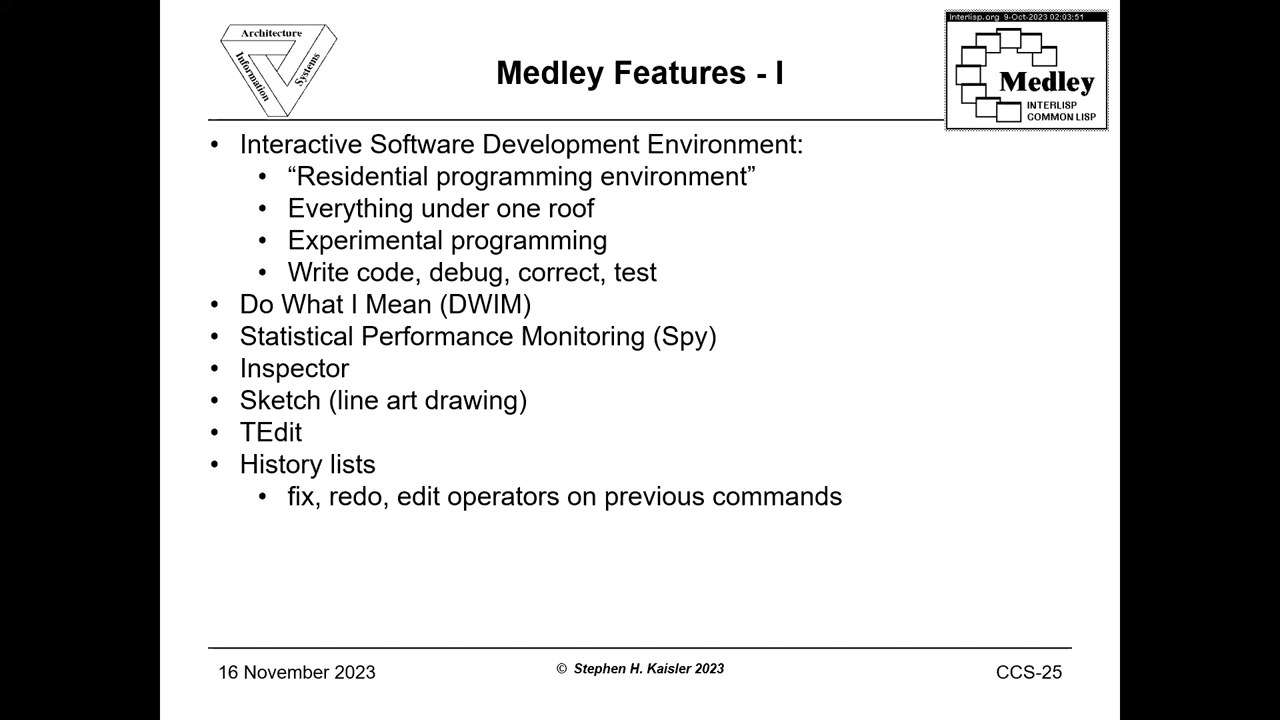 Architecture
Information
Systems
Medley Features - I
Interlisp.org 9-Oct-2023 02:03:51
Medley
INTERLISP
COMMON LISP
• Interactive Software Development Environment:
• “Residential programming environment”
• Everything under one roof
• Experimental programming
• Write code, debug, correct, test
• Do What I Mean (DWIM)
• Statistical Performance Monitoring (Spy)
• Inspector
• Sketch (line art drawing)
• TEdit
• History lists
• fix, redo, edit operators on previous commands
16 November 2023
© Stephen H. Kaisler 2023
CCS-25